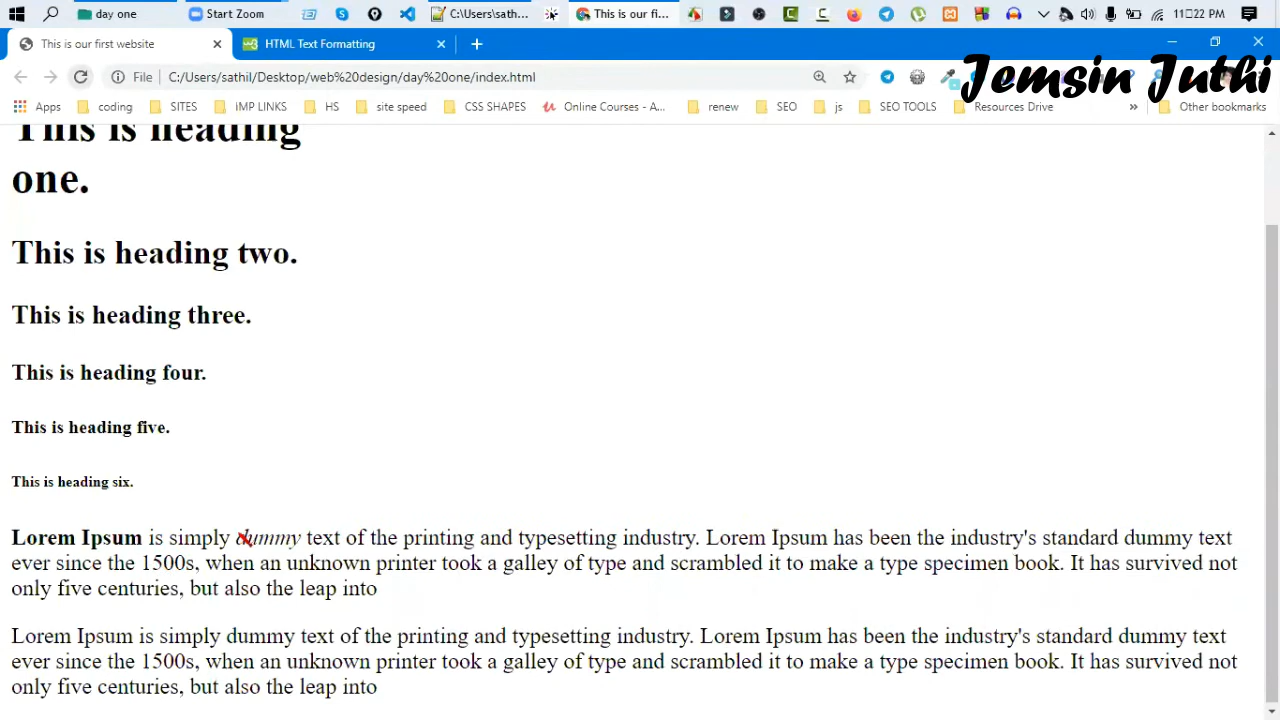 day one
Start Zoom
C:\Users\sath...
This is our fi...
11:22 PM
This is our first website
HTML Text Formatting
File
C:/Users/sathil/Desktop/web%20design/day%20one/index.html
Jemsin Juthi
Apps
coding
SITES
IMP LINKS
HS
site speed
CSS SHAPES
Online Courses - A...
renew
SEO
js
SEO TOOLS
Resources Drive
»
Other bookmarks
This is heading
one.
This is heading two.
This is heading three.
This is heading four.
This is heading five.
This is heading six.
Lorem Ipsum is simply dummy text of the printing and typesetting industry. Lorem Ipsum has been the industry's standard dummy text
ever since the 1500s, when an unknown printer took a galley of type and scrambled it to make a type specimen book. It has survived not
only five centuries, but also the leap into
Lorem Ipsum is simply dummy text of the printing and typesetting industry. Lorem Ipsum has been the industry's standard dummy text
ever since the 1500s, when an unknown printer took a galley of type and scrambled it to make a type specimen book. It has survived not
only five centuries, but also the leap into